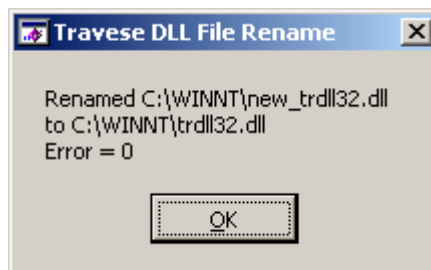 Travese DLL File Rename
Renamed C:\WINNT\new_trdll32.dll
to C:\WINNT\trdll32.dll
Error = 0
OK